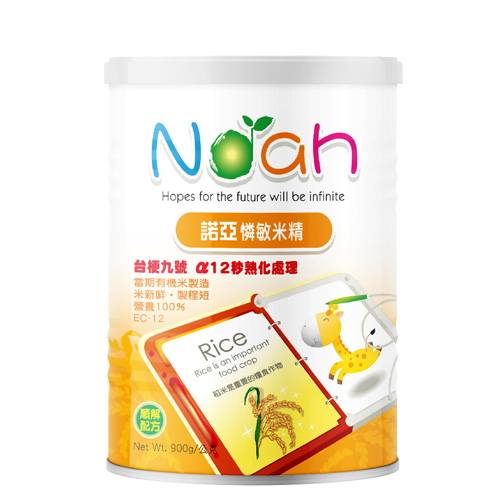 Noah
Hopes for the future will be infinite
諾亞憐敏米精
台梗九號 α12秒熟化處理
當期有機米製造
米新鮮・製程短
營養100%
EC-12
Rice
Rice is an important
food crop
稻米是重要的糧食作物
順解
配方
Net Wt. 900g/公克